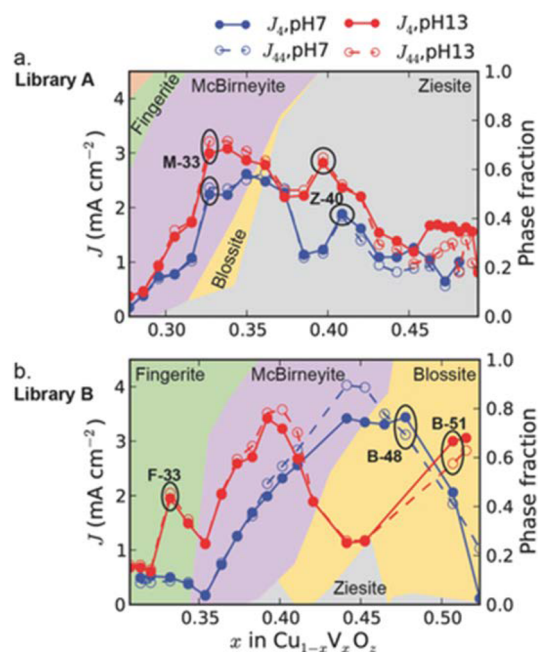 J4,pH7 J4,pH13
J44,pH7 J44,pH13
a.
Library A
Fingerite
McBirneyite
Ziesite
Blossite
M-33
Z-40
J (mA cm−2)
4
3
2
1
0
Phase fraction
1.0
0.8
0.6
0.4
0.2
0.0
0.30 0.35 0.40 0.45
b.
Library B
Fingerite
McBirneyite
Blossite
Ziesite
F-33
B-48
B-51
J (mA cm−2)
4
3
2
1
0
Phase fraction
1.0
0.8
0.6
0.4
0.2
0.0
0.35 0.40 0.45 0.50
x in Cu1−xVxOz